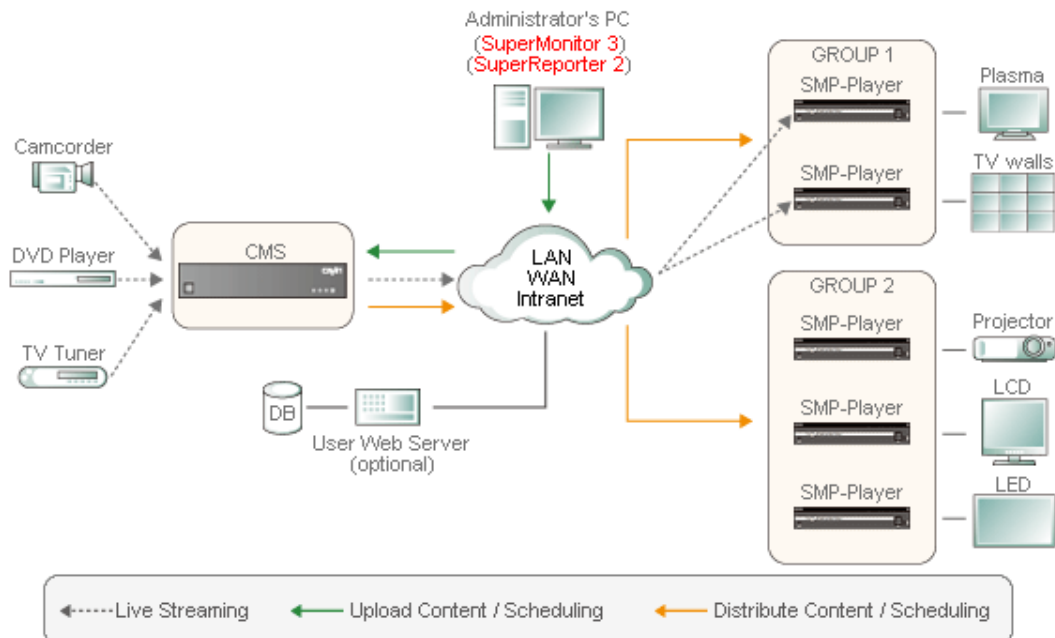 Administrator's PC
(SuperMonitor 3)
(SuperReporter 2)
Camcorder
DVD Player
TV Tuner
CMS
LAN
WAN
Intranet
DB
User Web Server
(optional)
GROUP 1
SMP-Player
SMP-Player
Plasma
TV walls
GROUP 2
SMP-Player
SMP-Player
SMP-Player
Projector
LCD
LED
Live Streaming
Upload Content / Scheduling
Distribute Content / Scheduling